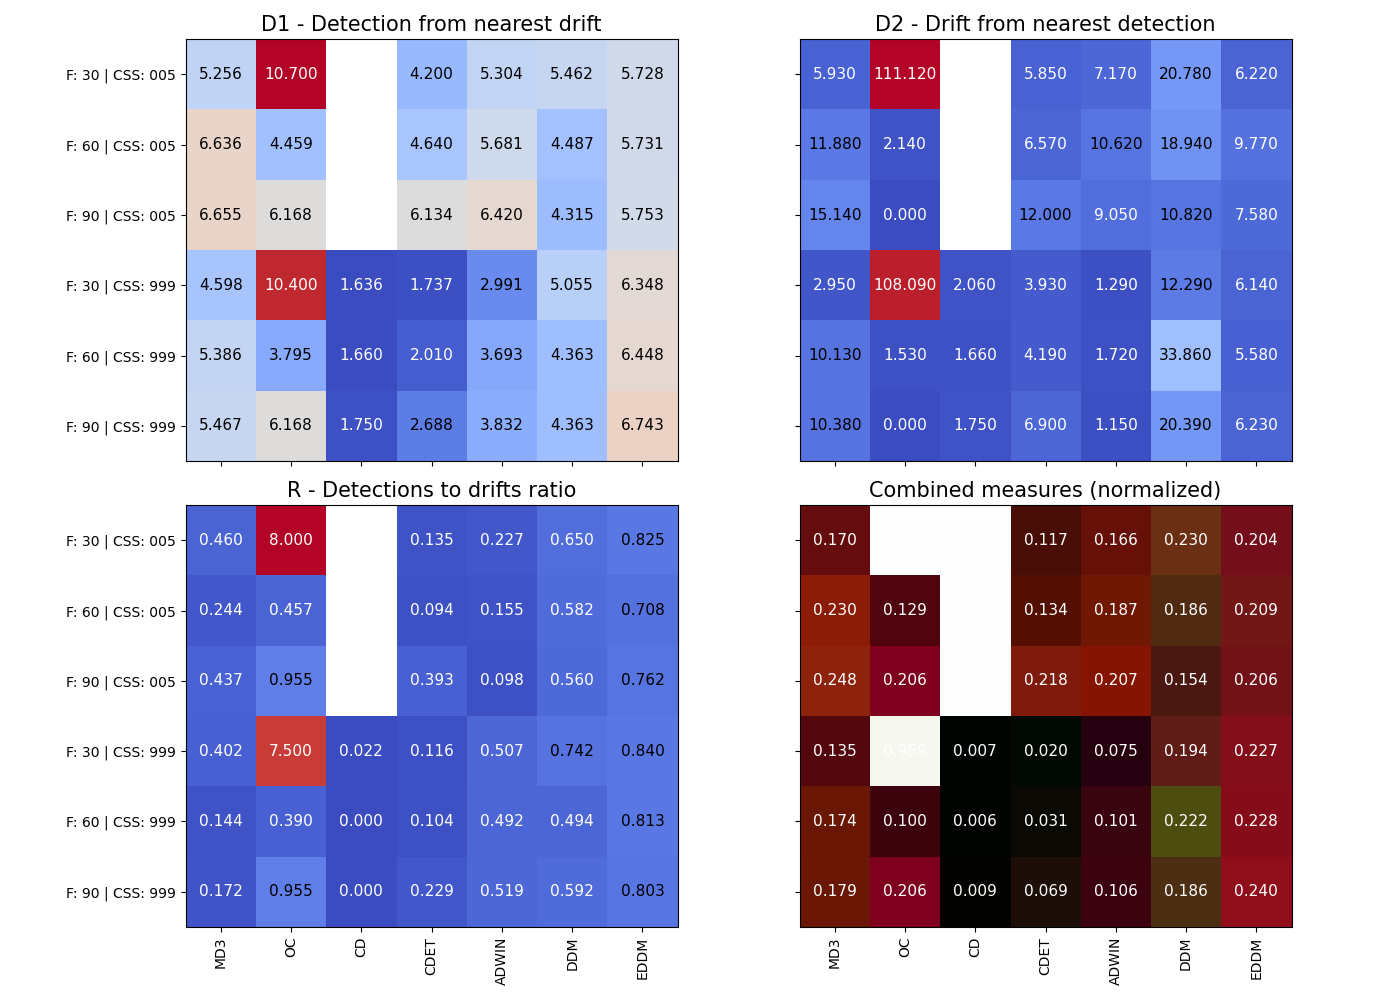 D1 - Detection from nearest drift
D2 - Drift from nearest detection
F: 30 | CSS: 005 5.256 10.700 4.200 5.304 5.462 5.728 5.930 111.120 5.850 7.170 20.780 6.220
F: 60 | CSS: 005 6.636 4.459 4.640 5.681 4.487 5.731 11.880 2.140 6.570 10.620 18.940 9.770
F: 90 | CSS: 005 6.655 6.168 6.134 6.420 4.315 5.753 15.140 0.000 12.000 9.050 10.820 7.580
F: 30 | CSS: 999 4.598 10.400 1.636 1.737 2.991 5.055 6.348 2.950 108.090 2.060 3.930 1.290 12.290 6.140
F: 60 | CSS: 999 5.386 3.795 1.660 2.010 3.693 4.363 6.448 10.130 1.530 1.660 4.190 1.720 33.860 5.580
F: 90 | CSS: 999 5.467 6.168 1.750 2.688 3.832 4.363 6.743 10.380 0.000 1.750 6.900 1.150 20.390 6.230
R - Detections to drifts ratio
Combined measures (normalized)
F: 30 | CSS: 005 0.460 8.000 0.135 0.227 0.650 0.825 0.170 0.117 0.166 0.230 0.204
F: 60 | CSS: 005 0.244 0.457 0.094 0.155 0.582 0.708 0.230 0.129 0.134 0.187 0.186 0.209
F: 90 | CSS: 005 0.437 0.955 0.393 0.098 0.560 0.762 0.248 0.206 0.218 0.207 0.154 0.206
F: 30 | CSS: 999 0.402 7.500 0.022 0.116 0.507 0.742 0.840 0.135 0.959 0.007 0.020 0.075 0.194 0.227
F: 60 | CSS: 999 0.144 0.390 0.000 0.104 0.492 0.494 0.813 0.174 0.100 0.006 0.031 0.101 0.222 0.228
F: 90 | CSS: 999 0.172 0.955 0.000 0.229 0.519 0.592 0.803 0.179 0.206 0.009 0.069 0.106 0.186 0.240
MD3 OC CD CDET ADWIN DDM EDDM MD3 OC CD CDET ADWIN DDM EDDM